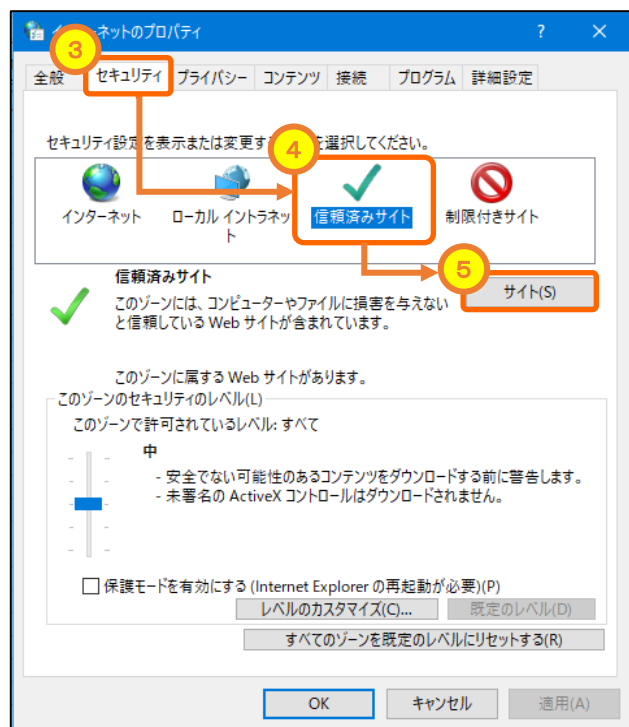 ネットのプロパティ
?
③
全般 セキュリティ プライバシー コンテンツ 接続 プログラム 詳細設定
セキュリティ設定を表示または変更す を選択してください。
④
インターネット ローカル イントラネッ 信頼済みサイト 制限付きサイト
ト
⑤
信頼済みサイト サイト(S)
このゾーンには、コンピューターやファイルに損害を与えない
と信頼している Web サイトが含まれています。
このゾーンに属する Web サイトがあります。
このゾーンのセキュリティのレベル(L)
このゾーンで許可されているレベル: すべて
中
- 安全でない可能性のあるコンテンツをダウンロードする前に警告します。
- 未署名の ActiveX コントロールはダウンロードされません。
保護モードを有効にする (Internet Explorer の再起動が必要)(P)
レベルのカスタマイズ(C)... 既定のレベル(D)
すべてのゾーンを既定のレベルにリセットする(R)
OK キャンセル 適用(A)